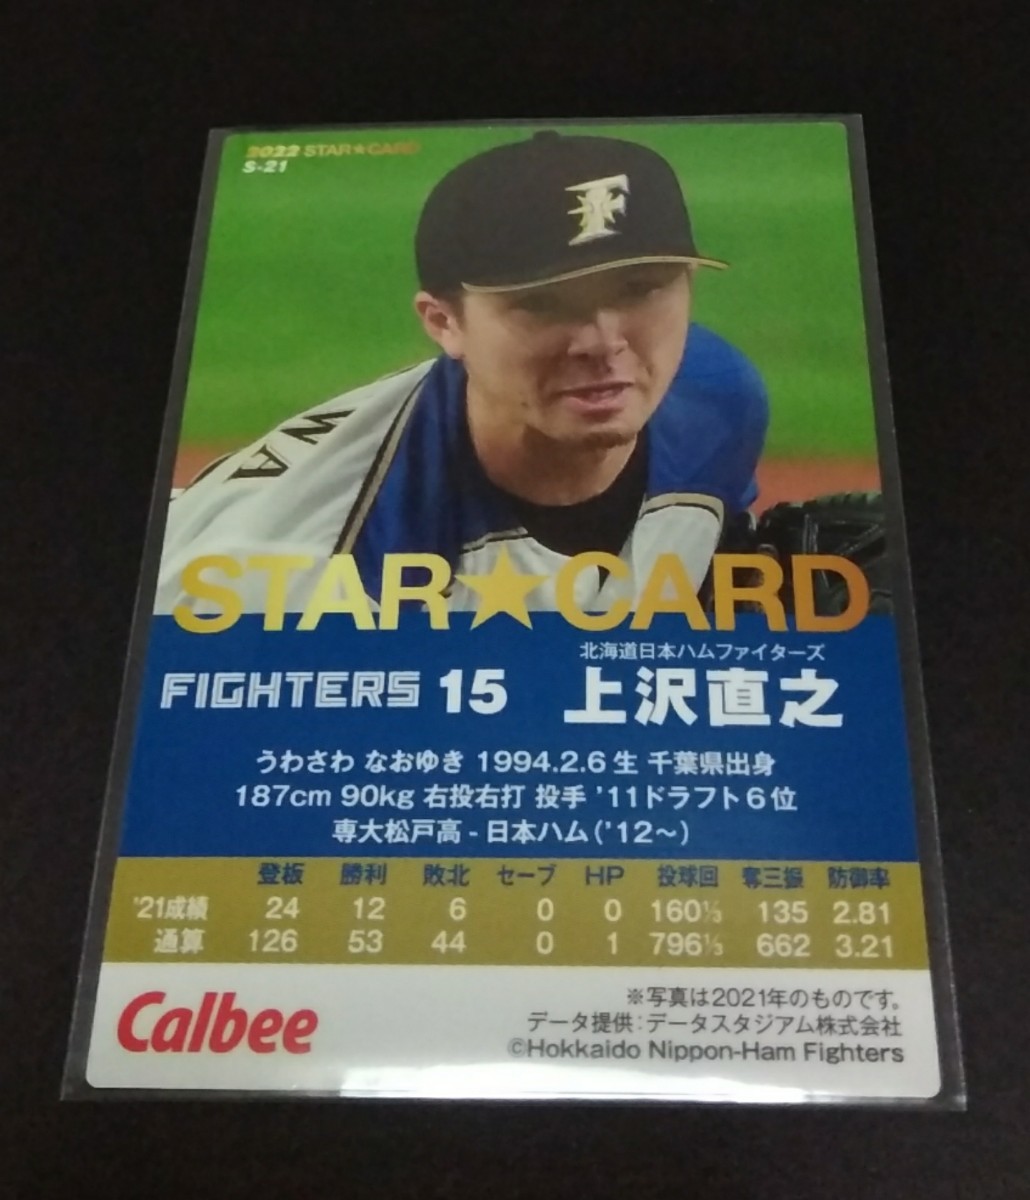 2022 STAR★CARD
S-21
WA
STAR★CARD
北海道日本ハムファイターズ
FIGHTERS 15 上沢直之
うわさわ なおゆき 1994.2.6生 千葉県出身
187cm 90kg 右投右打 投手 '11ドラフト6位
専大松戸高-日本ハム('12～)
登板 勝利 敗北 セーブ HP 投球回 奪三振 防御率
'21成績 24 12 6 0 0 160⅓ 135 2.81
通算 126 53 44 0 1 796⅓ 662 3.21
Calbee
※写真は2021年のものです。
データ提供:データスタジアム株式会社
©Hokkaido Nippon-Ham Fighters